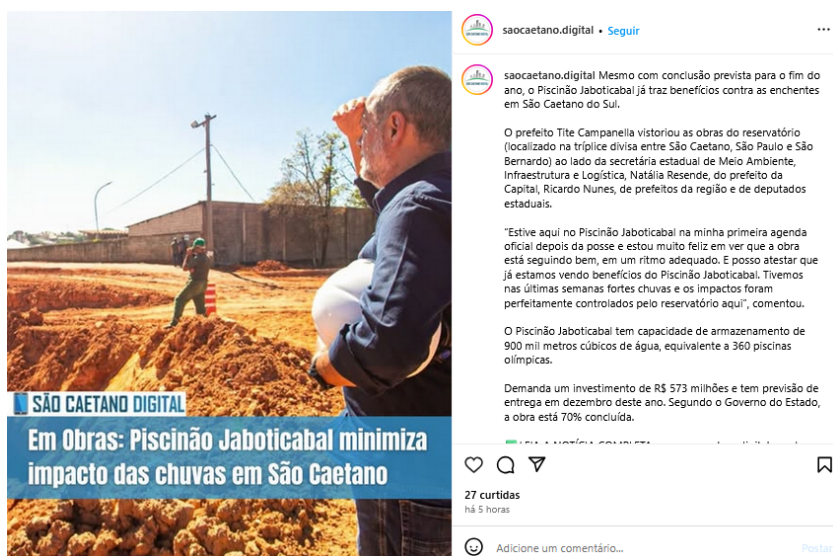 saocaetano.digital • Seguir
saocaetano.digital Mesmo com conclusão prevista para o fim do
ano, o Piscinão Jaboticabal já traz benefícios contra as enchentes
em São Caetano do Sul.
O prefeito Tite Campanella vistoriou as obras do reservatório
(localizado na tríplice divisa entre São Caetano, São Paulo e São
Bernardo) ao lado da secretária estadual de Meio Ambiente,
Infraestrutura e Logística, Natália Resende, do prefeito da
Capital, Ricardo Nunes, de prefeitos da região e de deputados
estaduais.
“Estive aqui no Piscinão Jaboticabal na minha primeira agenda
oficial depois da posse e estou muito feliz em ver que a obra
está seguindo bem, em um ritmo adequado. E posso atestar que
já estamos vendo benefícios do Piscinão Jaboticabal. Tivemos
nas últimas semanas fortes chuvas e os impactos foram
perfeitamente controlados pelo reservatório aqui”, comentou.
O Piscinão Jaboticabal tem capacidade de armazenamento de
900 mil metros cúbicos de água, equivalente a 360 piscinas
olímpicas.
Demanda um investimento de R$ 573 milhões e tem previsão de
entrega em dezembro deste ano. Segundo o Governo do Estado,
a obra está 70% concluída.
LEIA A NOTÍCIA COMPLETA
27 curtidas
há 5 horas
Adicione um comentário...
Postar
SÃO CAETANO DIGITAL
Em Obras: Piscinão Jaboticabal minimiza
impacto das chuvas em São Caetano